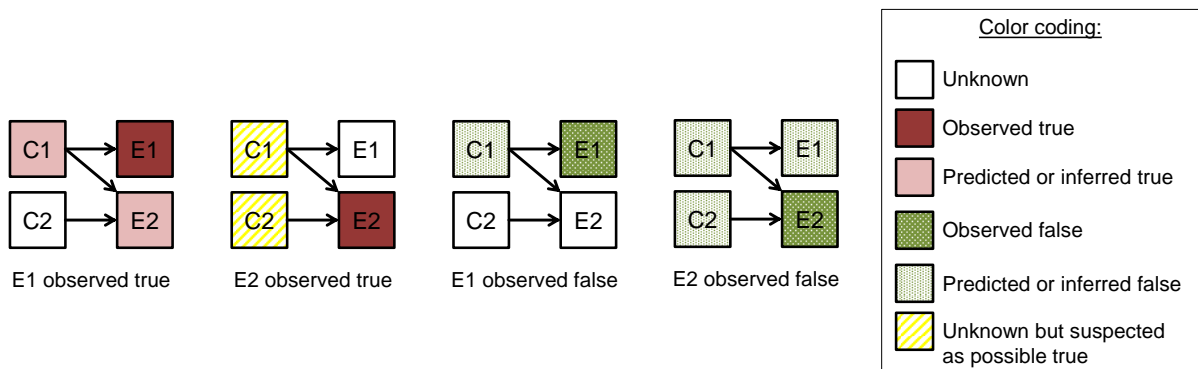 Color coding:
Unknown
Observed true
Predicted or inferred true
Observed false
Predicted or inferred false
Unknown but suspected
as possible true
C1 E1
C2 E2
E1 observed true
C1 E1
C2 E2
E2 observed true
C1 E1
C2 E2
E1 observed false
C1 E1
C2 E2
E2 observed false